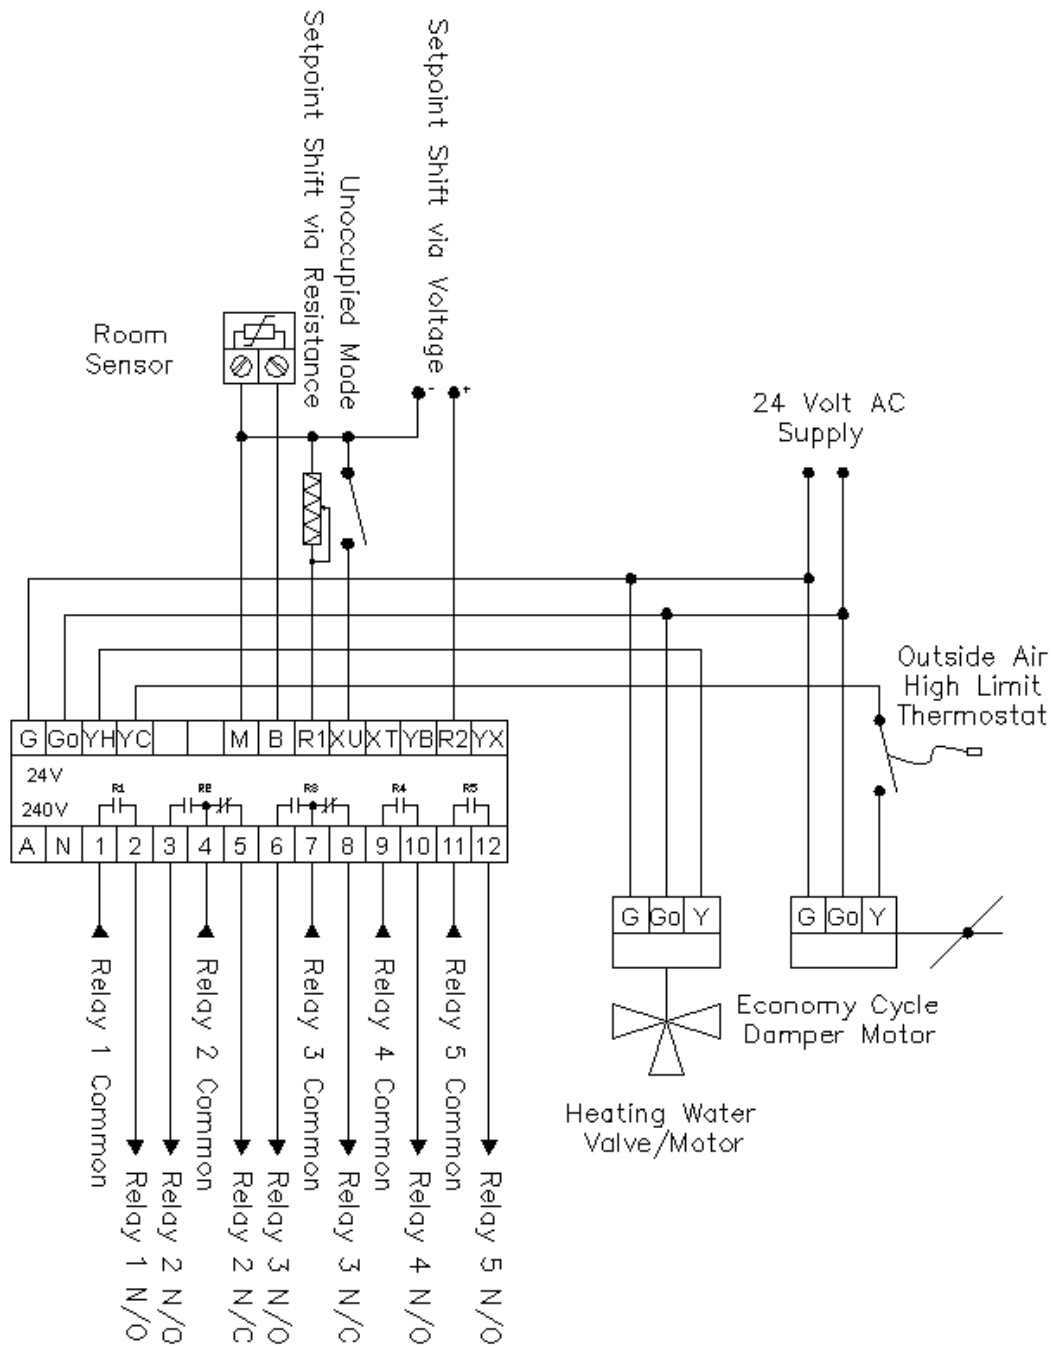 Setpoint Shift via Resistance
Unoccupied Mode
Setpoint Shift via Voltage
Room
Sensor
- +
24 Volt AC
Supply
Outside Air
High Limit
Thermostat
G Go YH YC M B R1 XU XT YB R2 YX
24V
R1 R2 R3 R4 R5
240V
A N 1 2 3 4 5 6 7 8 9 10 11 12
G Go Y
G Go Y
Economy Cycle
Damper Motor
Heating Water
Valve/Motor
Relay 1 Common
Relay 1 N/O
Relay 2 N/O
Relay 2 Common
Relay 2 N/C
Relay 3 N/O
Relay 3 Common
Relay 3 N/C
Relay 4 Common
Relay 4 N/O
Relay 5 Common
Relay 5 N/O